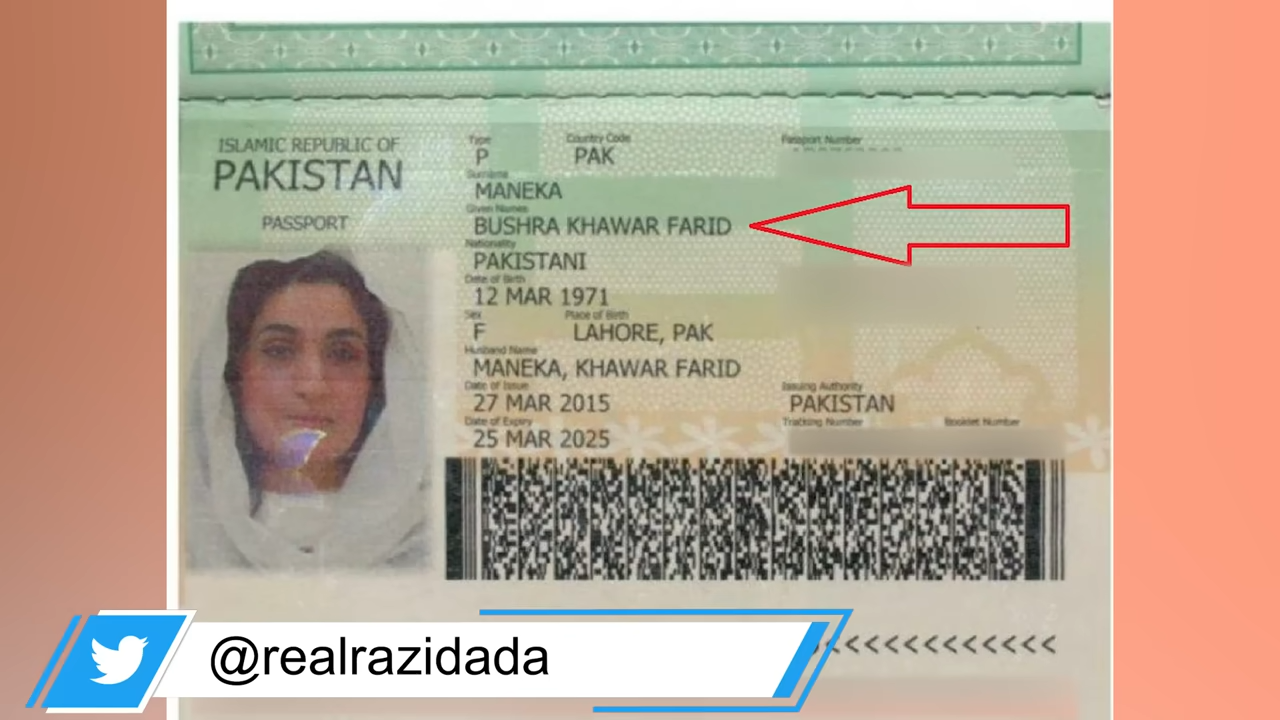 ISLAMIC REPUBLIC OF
PAKISTAN
PASSPORT
Type
P
Country Code
PAK
Passport Number
Surname
MANEKA
Given Names
BUSHRA KHAWAR FARID
Nationality
PAKISTANI
Date of Birth
12 MAR 1971
Sex
F
Place of Birth
LAHORE, PAK
Husband Name
MANEKA, KHAWAR FARID
Date of Issue
27 MAR 2015
Issuing Authority
PAKISTAN
Date of Expiry
25 MAR 2025
Tracking Number
Booklet Number
<<<<<<<<<<<<<
@realrazidada